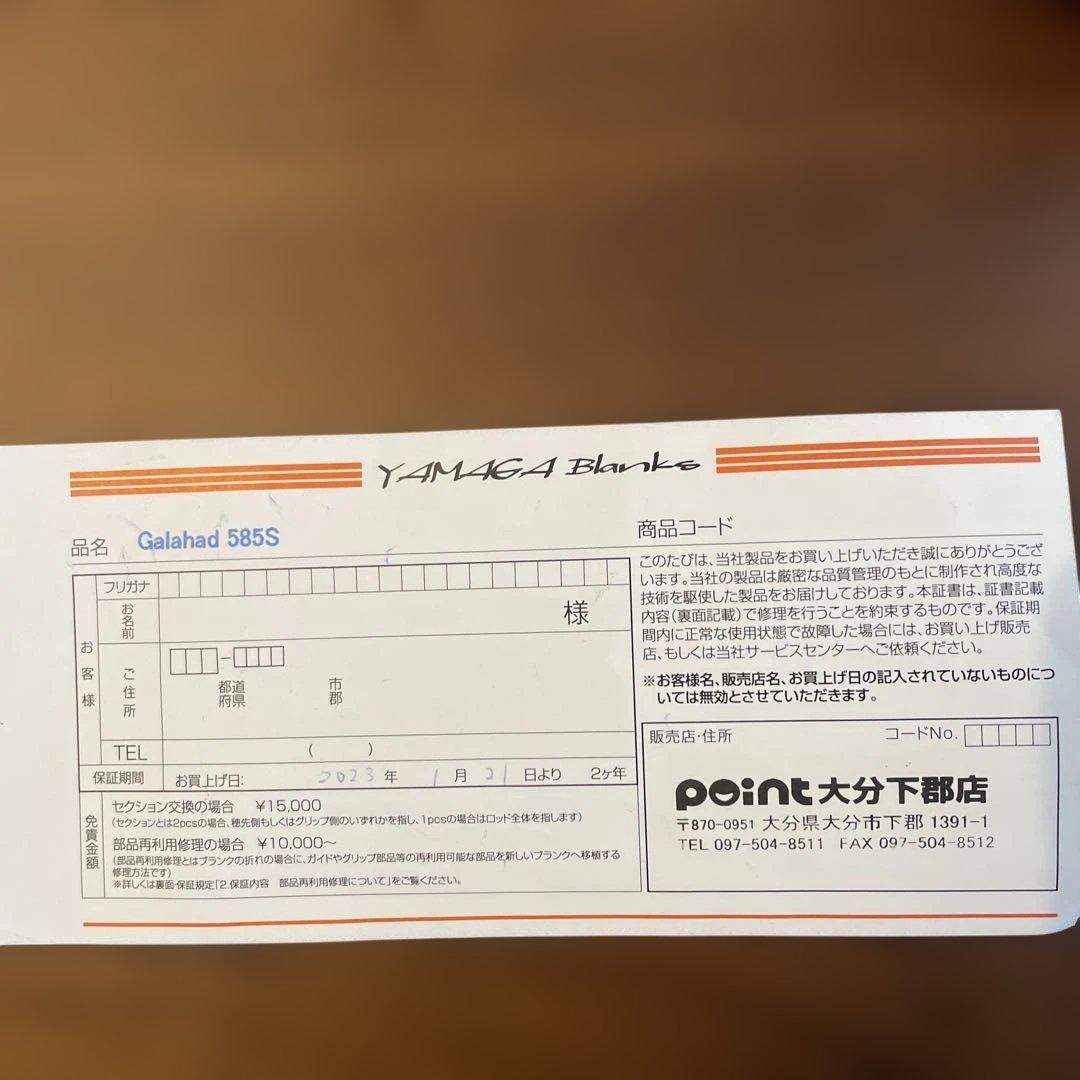 YAMAGA Blanks
品名 Galahad 585S
商品コード
フリガナ
お客様
お名前
様
ご住所
−
都道府県
市郡
TEL
( )
保証期間
お買上げ日: 2023 年 1 月 21 日より 2ヶ年
免責金額
セクション交換の場合 ¥15,000
(セクションとは2pcsの場合、穂先側もしくはグリップ側のいずれかを指し、1pcsの場合はロッド全体を指します)
部品再利用修理の場合 ¥10,000〜
(部品再利用修理とはブランクの折れの場合に、ガイドやグリップ部品等の再利用可能な部品を新しいブランクへ移植する
修理方法です)
※詳しくは裏面・保証規定「2.保証内容 部品再利用修理について」をご覧ください。
このたびは、当社製品をお買い上げいただき誠にありがとうござ
います。当社の製品は厳密な品質管理のもとに制作され高度な
技術を駆使した製品をお届けしております。本証書は、証書記載
内容(裏面記載)で修理を行うことを約束するものです。保証期
間内に正常な使用状態で故障した場合には、お買い上げ販売
店、もしくは当社サービスセンターへご依頼ください。
※お客様名、販売店名、お買上げ日の記入されていないものにつ
いては無効とさせていただきます。
販売店・住所
コードNo.
point 大分下郡店
〒870-0951 大分県大分市下郡 1391-1
TEL 097-504-8511 FAX 097-504-8512